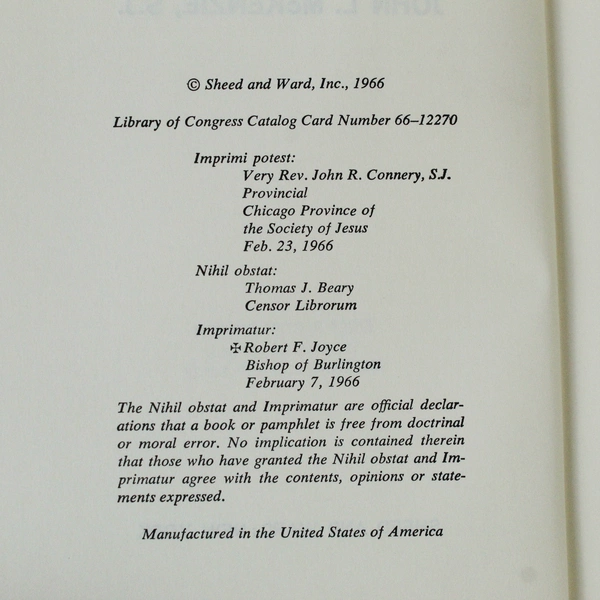 © Sheed and Ward, Inc., 1966
Library of Congress Catalog Card Number 66–12270
Imprimi potest:
Very Rev. John R. Connery, S.J.
Provincial
Chicago Province of
the Society of Jesus
Feb. 23, 1966
Nihil obstat:
Thomas J. Beary
Censor Librorum
Imprimatur:
✠ Robert F. Joyce
Bishop of Burlington
February 7, 1966
The Nihil obstat and Imprimatur are official declar-
ations that a book or pamphlet is free from doctrinal
or moral error. No implication is contained therein
that those who have granted the Nihil obstat and Im-
primatur agree with the contents, opinions or state-
ments expressed.
Manufactured in the United States of America